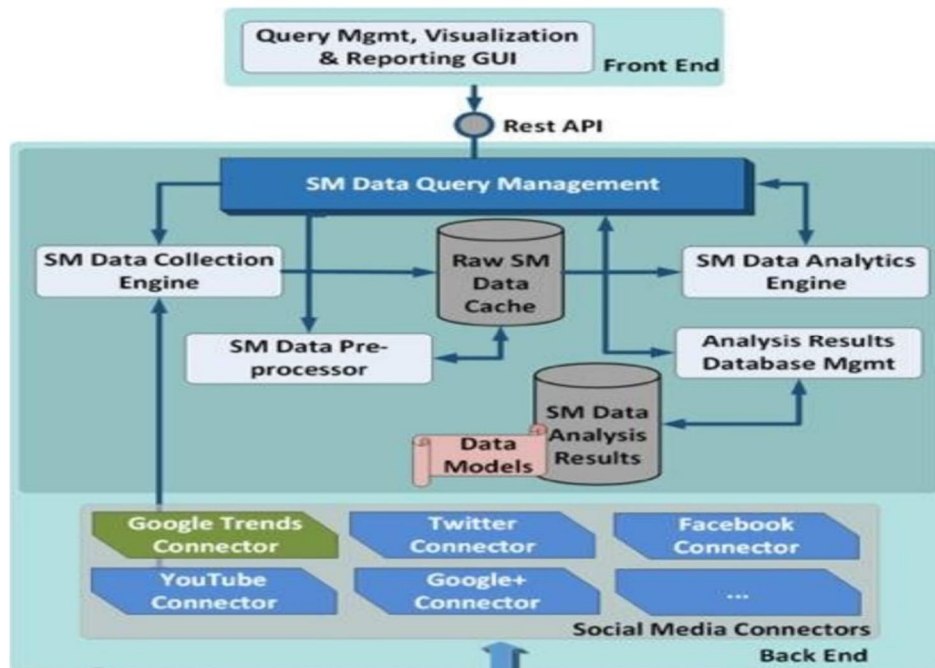 Query Mgmt, Visualization
& Reporting GUI
Front End
Rest API
SM Data Query Management
SM Data Collection
Engine
Raw SM
Data
Cache
SM Data Analytics
Engine
SM Data Pre-
processor
Analysis Results
Database Mgmt
SM Data
Analysis
Results
Data
Models
Google Trends
Connector
Twitter
Connector
Facebook
Connector
YouTube
Connector
Google+
Connector
...
Social Media Connectors
Back End